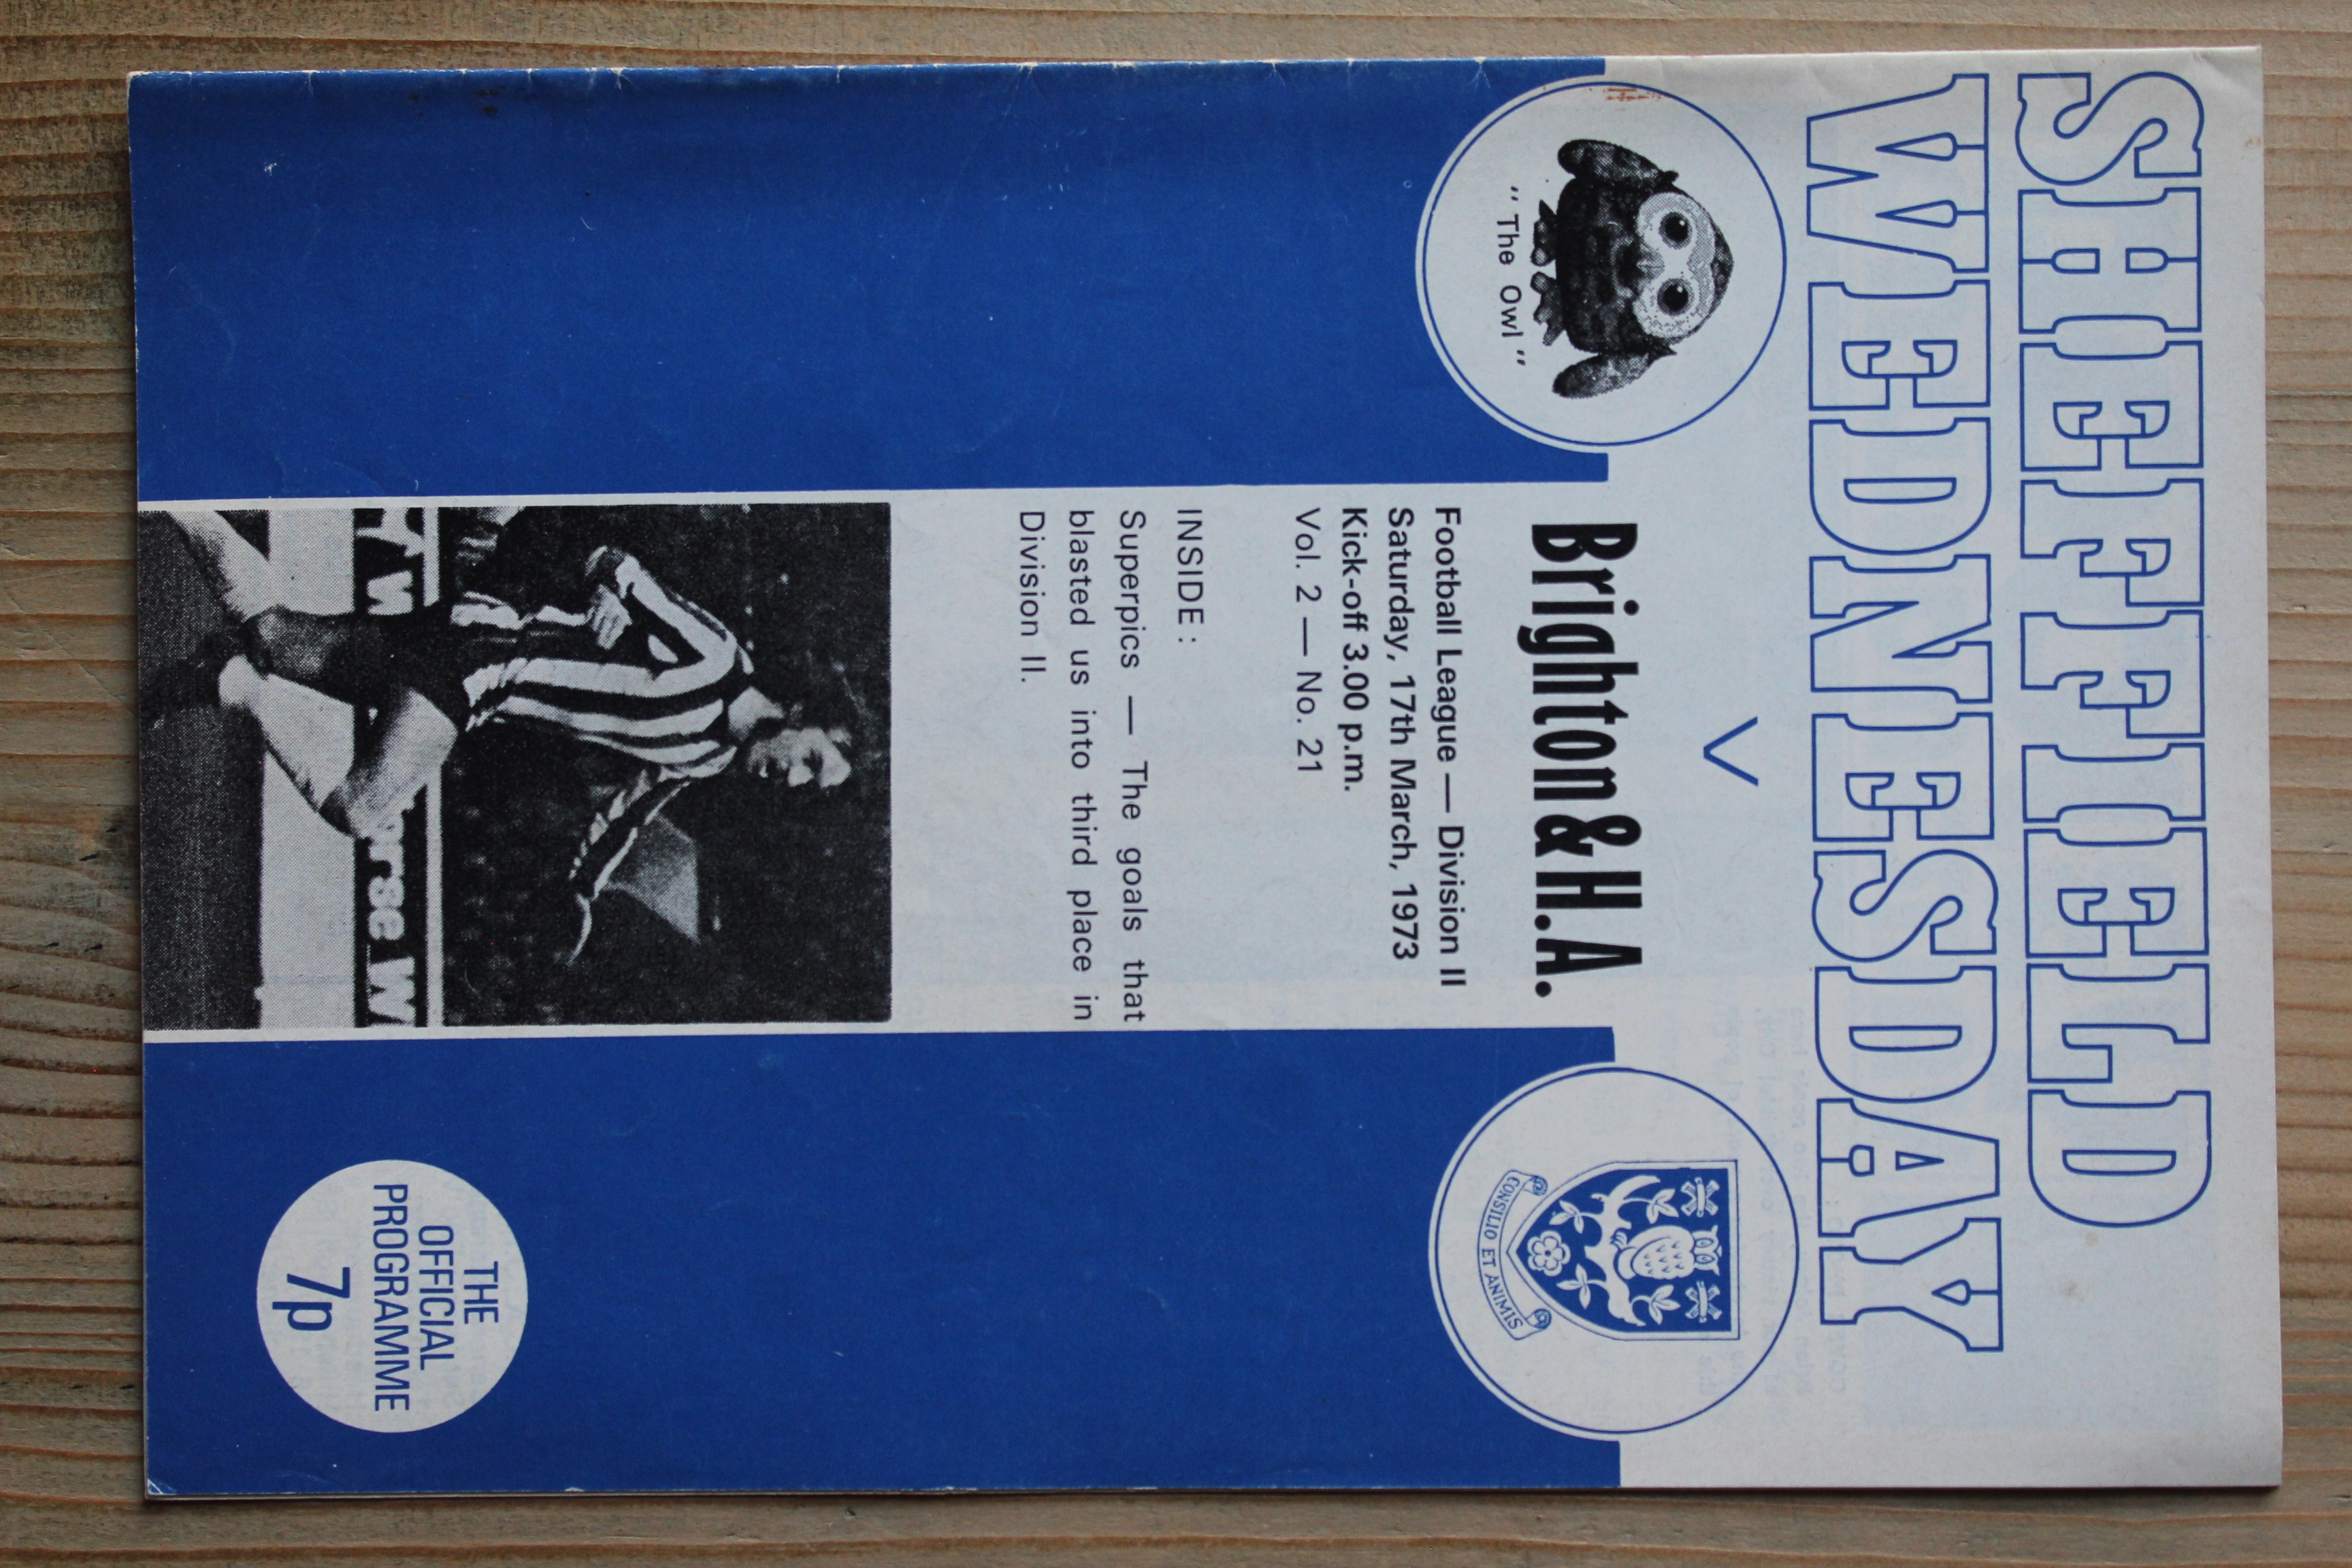 SHEFFIELD
WEDNESDAY
V
"The Owl"
Brighton & H.A.
Football League — Division II
Saturday, 17th March, 1973
Kick-off 3.00 p.m.
Vol. 2 — No. 21
CONSILIO ET ANIMIS
INSIDE:
Superpics — The goals that
blasted us into third place in
Division II.
THE
OFFICIAL
PROGRAMME
7p